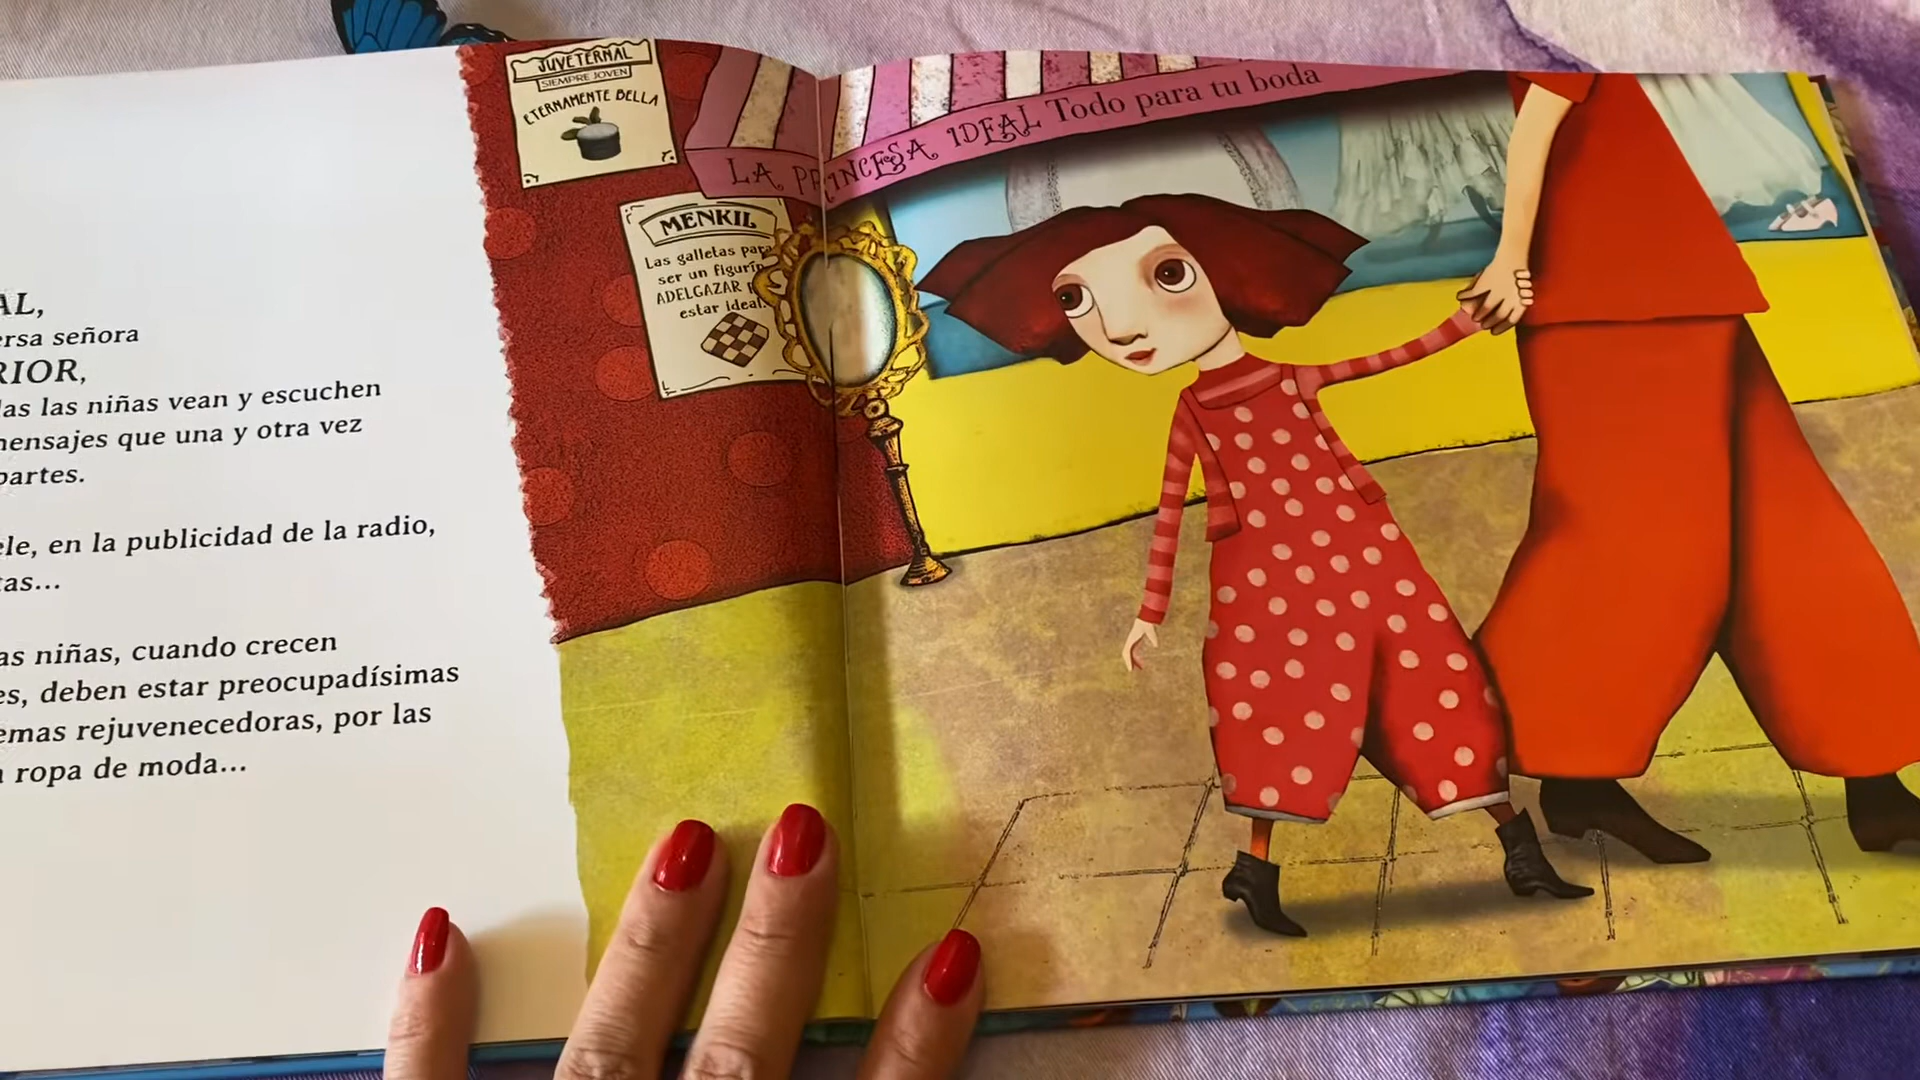 AL,
ersa señora
RIOR,
las las niñas vean y escuchen
mensajes que una y otra vez
partes.
ele, en la publicidad de la radio,
tas...
as niñas, cuando crecen
es, deben estar preocupadísimas
emas rejuvenecedoras, por las
ropa de moda...
JUVETERNAL
SIEMPRE JOVEN
ETERNAMENTE BELLA
MENKIL
Las galletas para
ser un figurín
ADELGAZAR
estar ideal.
LA PRINCESA IDEAL Todo para tu boda